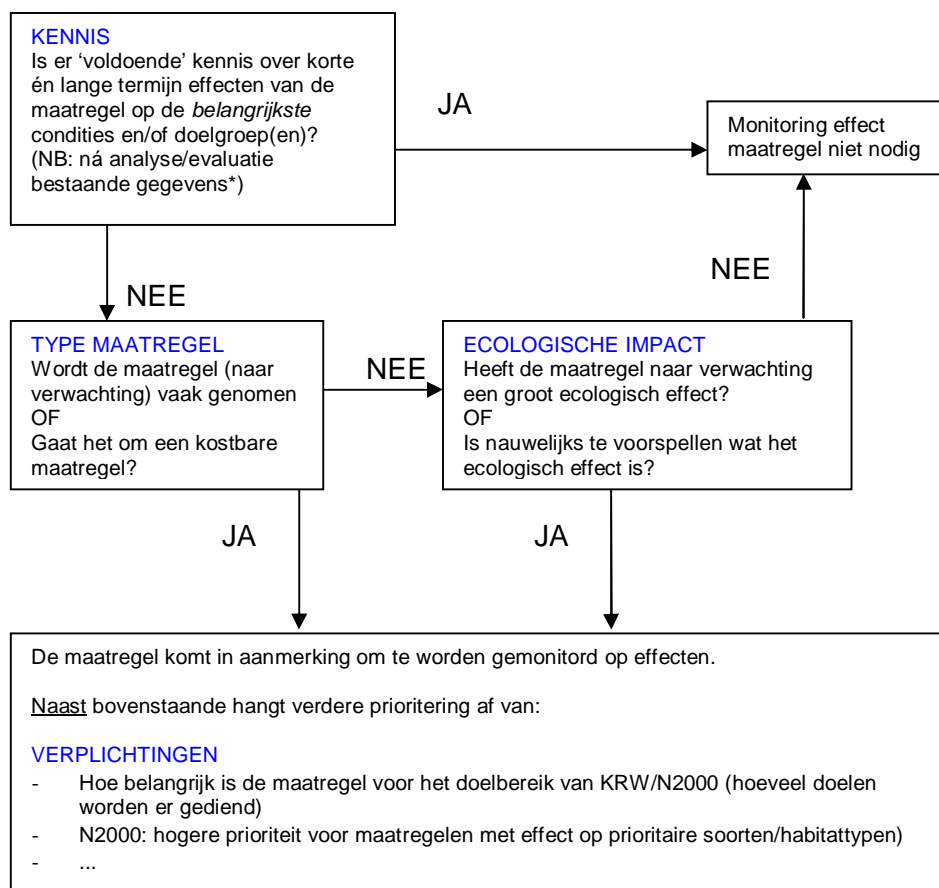 KENNIS
Is er ‘voldoende’ kennis over korte
én lange termijn effecten van de
maatregel op de belangrijkste
condities en/of doelgroep(en)?
(NB: ná analyse/evaluatie
bestaande gegevens*)
JA
Monitoring effect
maatregel niet nodig
NEE
NEE
TYPE MAATREGEL
Wordt de maatregel (naar
verwachting) vaak genomen
OF
Gaat het om een kostbare
maatregel?
NEE
ECOLOGISCHE IMPACT
Heeft de maatregel naar verwachting
een groot ecologisch effect?
OF
Is nauwelijks te voorspellen wat het
ecologisch effect is?
JA
JA
De maatregel komt in aanmerking om te worden gemonitord op effecten.
Naast bovenstaande hangt verdere prioritering af van:
VERPLICHTINGEN
- Hoe belangrijk is de maatregel voor het doelbereik van KRW/N2000 (hoeveel doelen
worden er gediend)
- N2000: hogere prioriteit voor maatregelen met effect op prioritaire soorten/habitattypen)
- ...